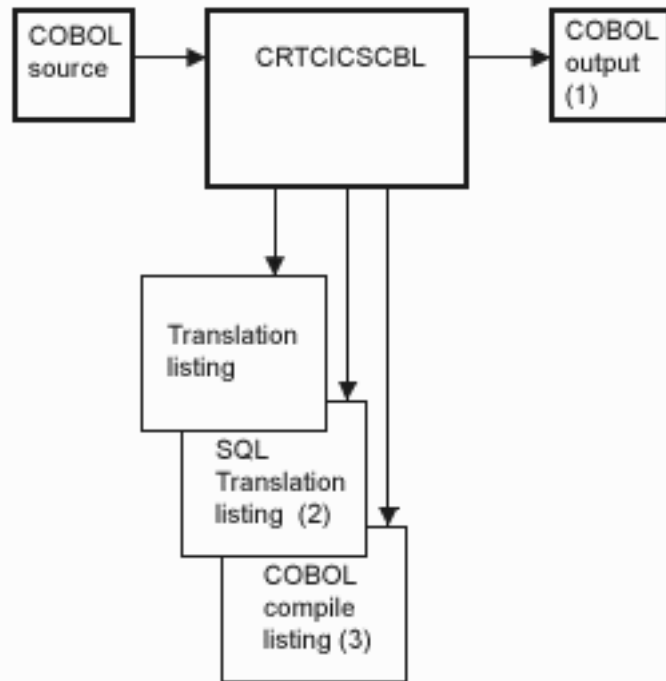 COBOL
source
CRTCICSCBL
COBOL
output
(1)
Translation
listing
SQL
Translation
listing (2)
COBOL
compile
listing (3)